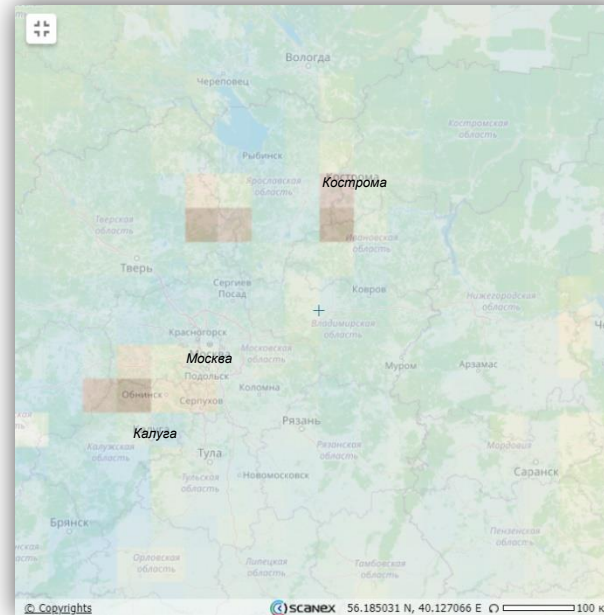 Вологда
Череповец
Костромская
область
Рыбинск
Кострома
Ярославская
область
Тверская
область
Ивановская
область
Тверь
Сергиев
Посад
Ковров
Нижегородская
область
Красногорск
Владимирская
область
Москва
Московская
область
Подольск
Муром
Арзамас
Обнинск
Серпухов
Коломна
Рязань
Калуга
Калужская
область
Тула
Рязанская
область
Мордовия
Саранск
Тульская
область
Новомосковск
Брянск
Пензенская
область
Орловская
область
Липецкая
область
Тамбовская
область
© Copyrights
scanex
56.185031 N, 40.127066 E
100 к